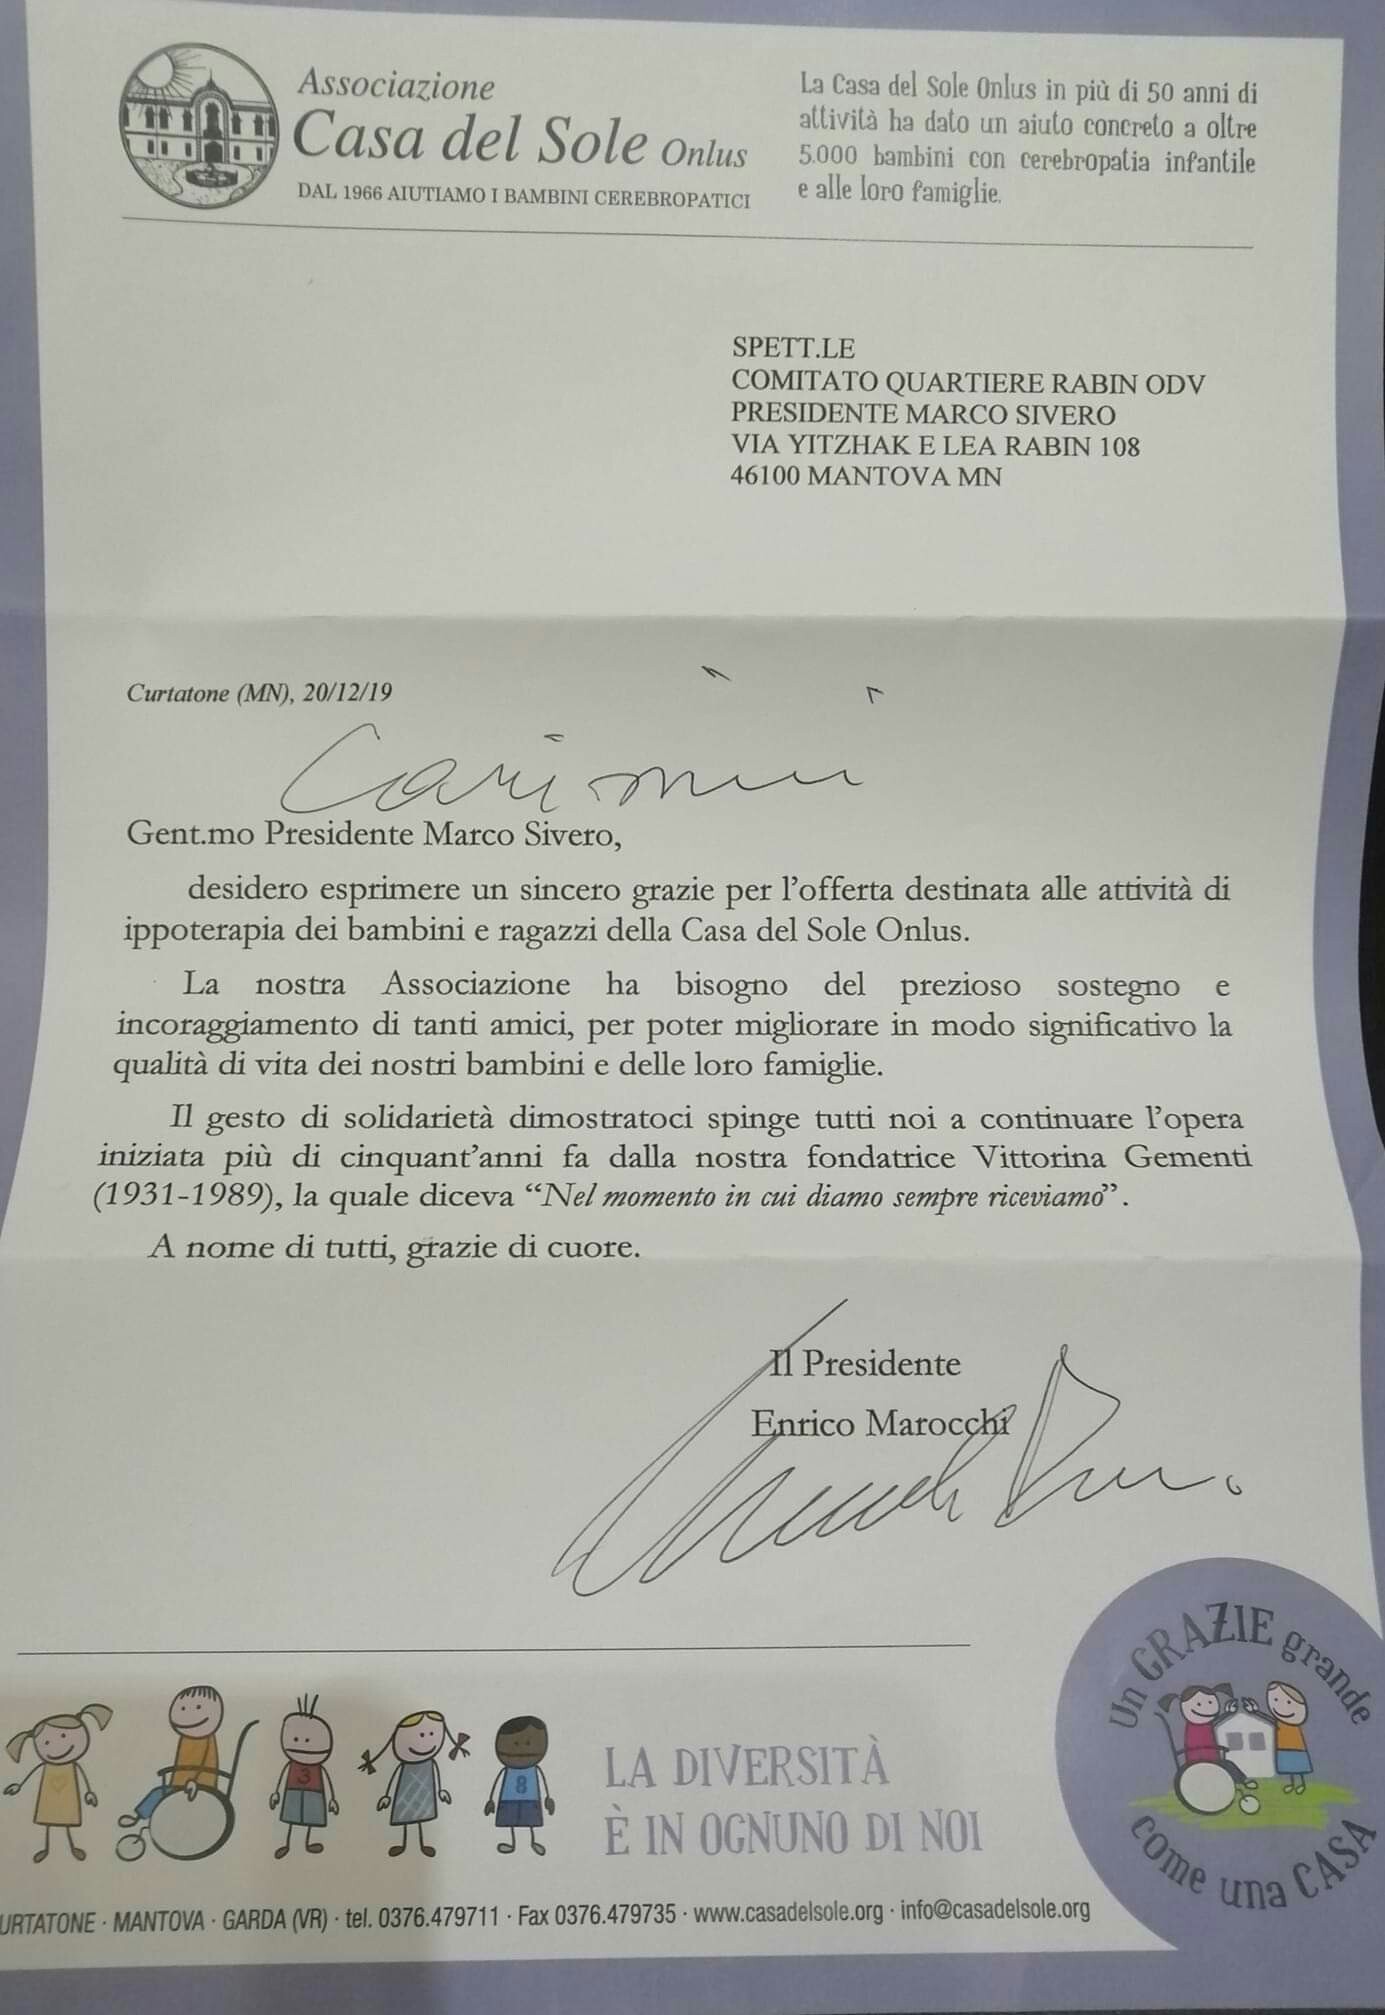 Associazione
Casa del Sole Onlus
DAL 1966 AIUTIAMO I BAMBINI CEREBROPATICI
La Casa del Sole Onlus in più di 50 anni di
attività ha dato un aiuto concreto a oltre
5.000 bambini con cerebropatia infantile
e alle loro famiglie.
SPETT.LE
COMITATO QUARTIERE RABIN ODV
PRESIDENTE MARCO SIVERO
VIA YITZHAK E LEA RABIN 108
46100 MANTOVA MN
Curtatone (MN), 20/12/19
Carissimi
Gent.mo Presidente Marco Sivero,
desidero esprimere un sincero grazie per l'offerta destinata alle attività di
ippoterapia dei bambini e ragazzi della Casa del Sole Onlus.
La nostra Associazione ha bisogno del prezioso sostegno e
incoraggiamento di tanti amici, per poter migliorare in modo significativo la
qualità di vita dei nostri bambini e delle loro famiglie.
Il gesto di solidarietà dimostratoci spinge tutti noi a continuare l'opera
iniziata più di cinquant'anni fa dalla nostra fondatrice Vittorina Gementi
(1931-1989), la quale diceva “Nel momento in cui diamo sempre riceviamo”.
A nome di tutti, grazie di cuore.
Il Presidente
Enrico Marocchi
3
8
LA DIVERSITÀ
È IN OGNUNO DI NOI
Un GRAZIE grande
come una CASA
URTATONE · MANTOVA · GARDA (VR) · tel. 0376.479711 · Fax 0376.479735 · www.casadelsole.org · info@casadelsole.org